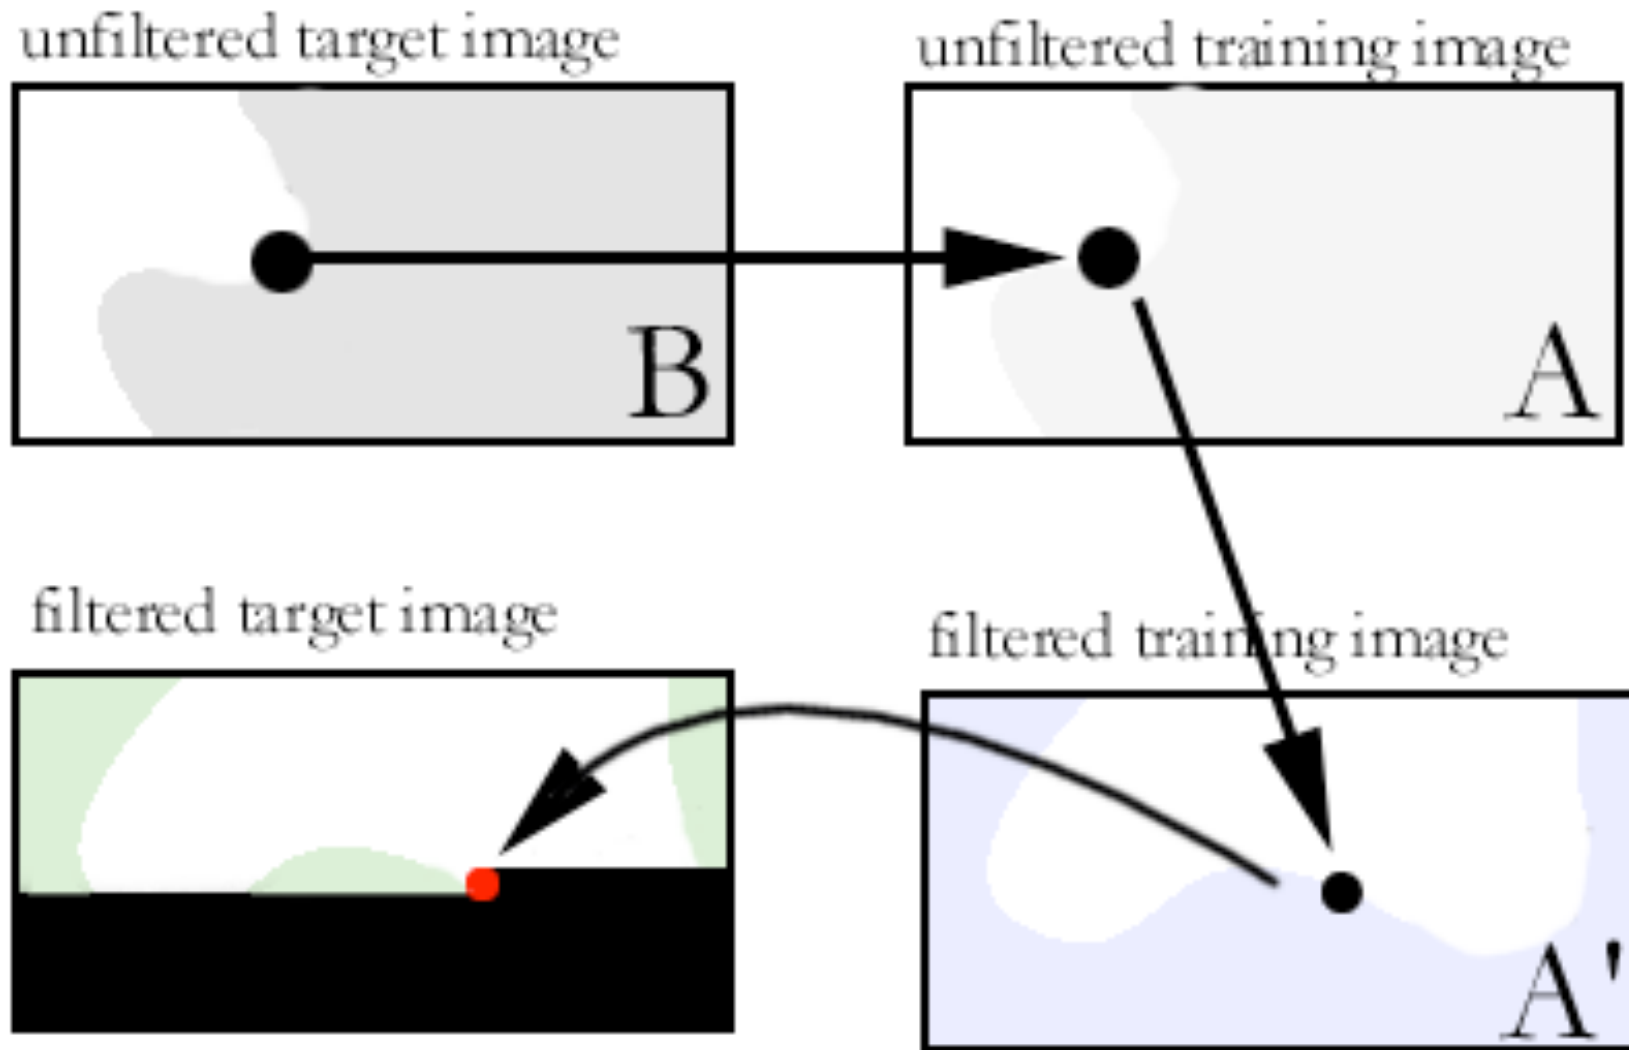 unfiltered target image
unfiltered training image
B
A
filtered target image
filtered training image
A'